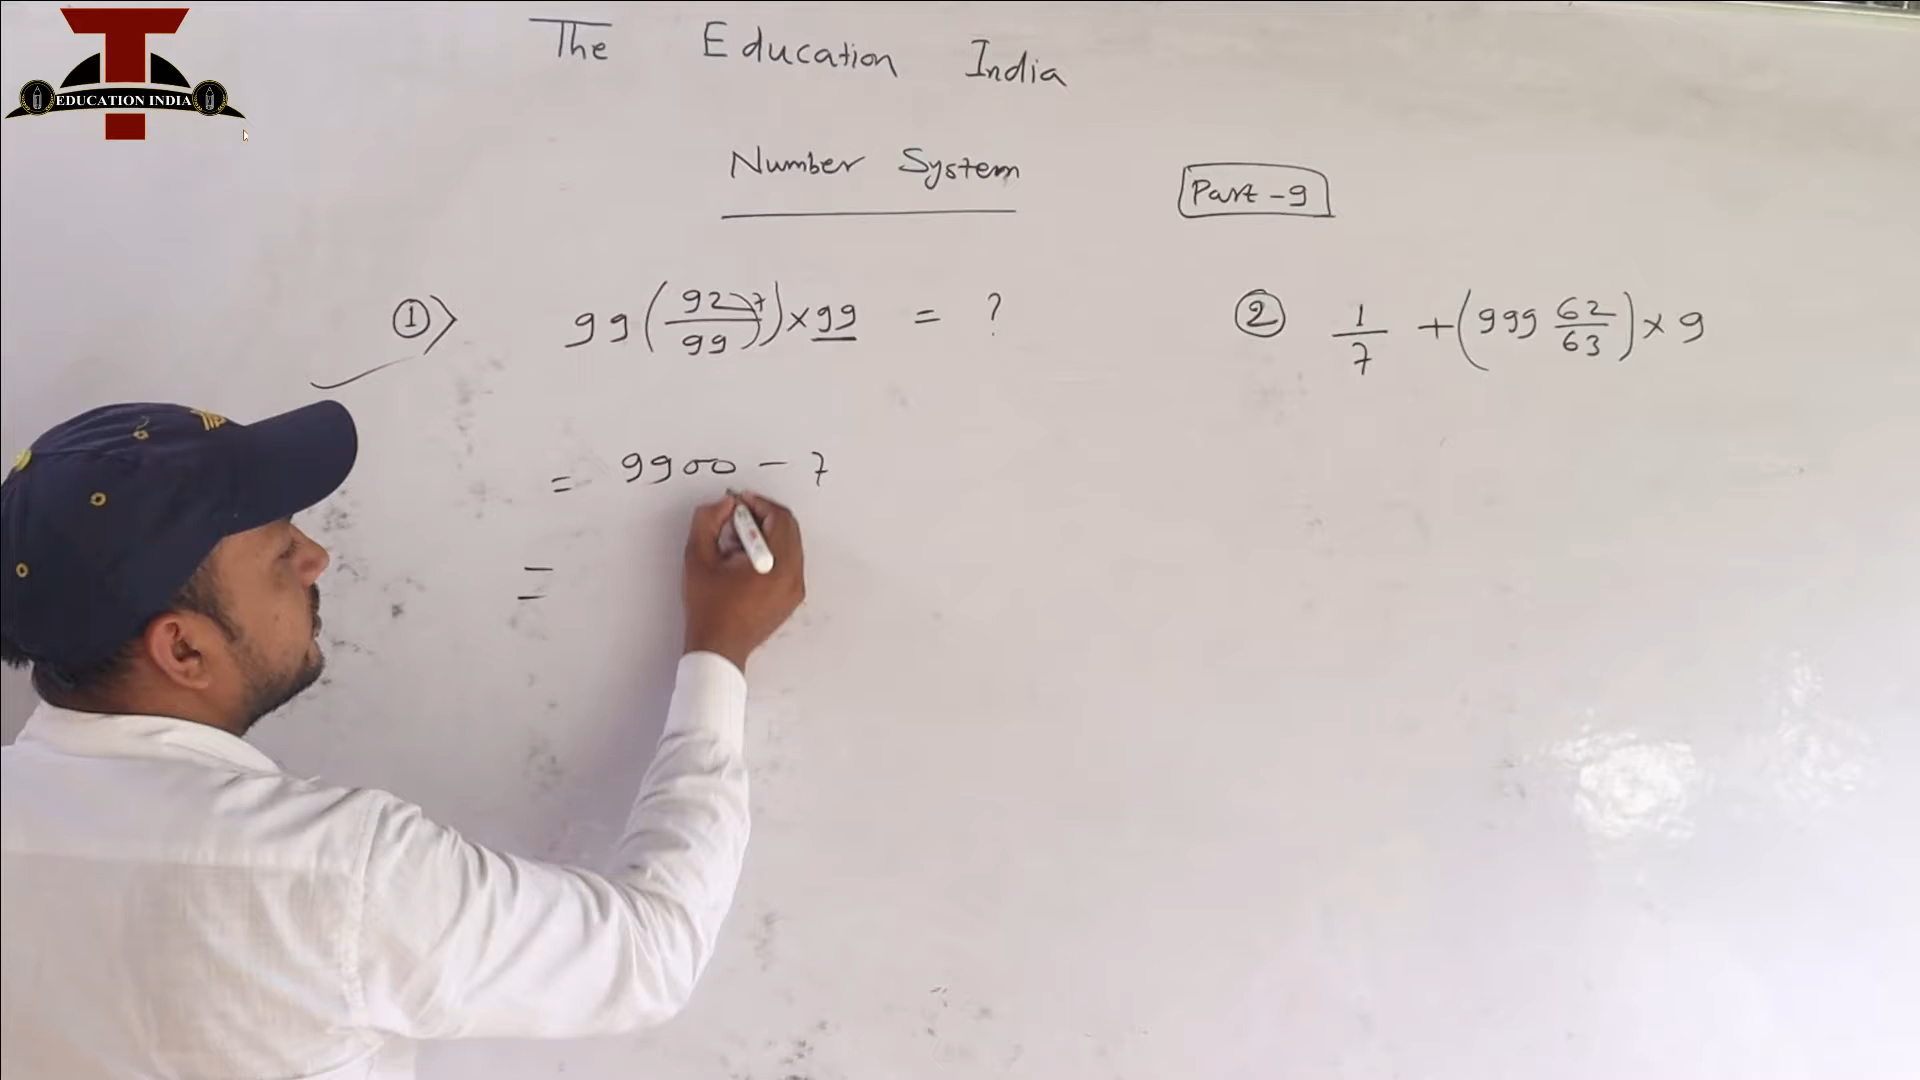 T
EDUCATION INDIA
The Education India
Number System
Part-9
① 99(92/99 7)×99 = ?
= 9900 - 7
=
② 1/7 +(999 62/63)× 9